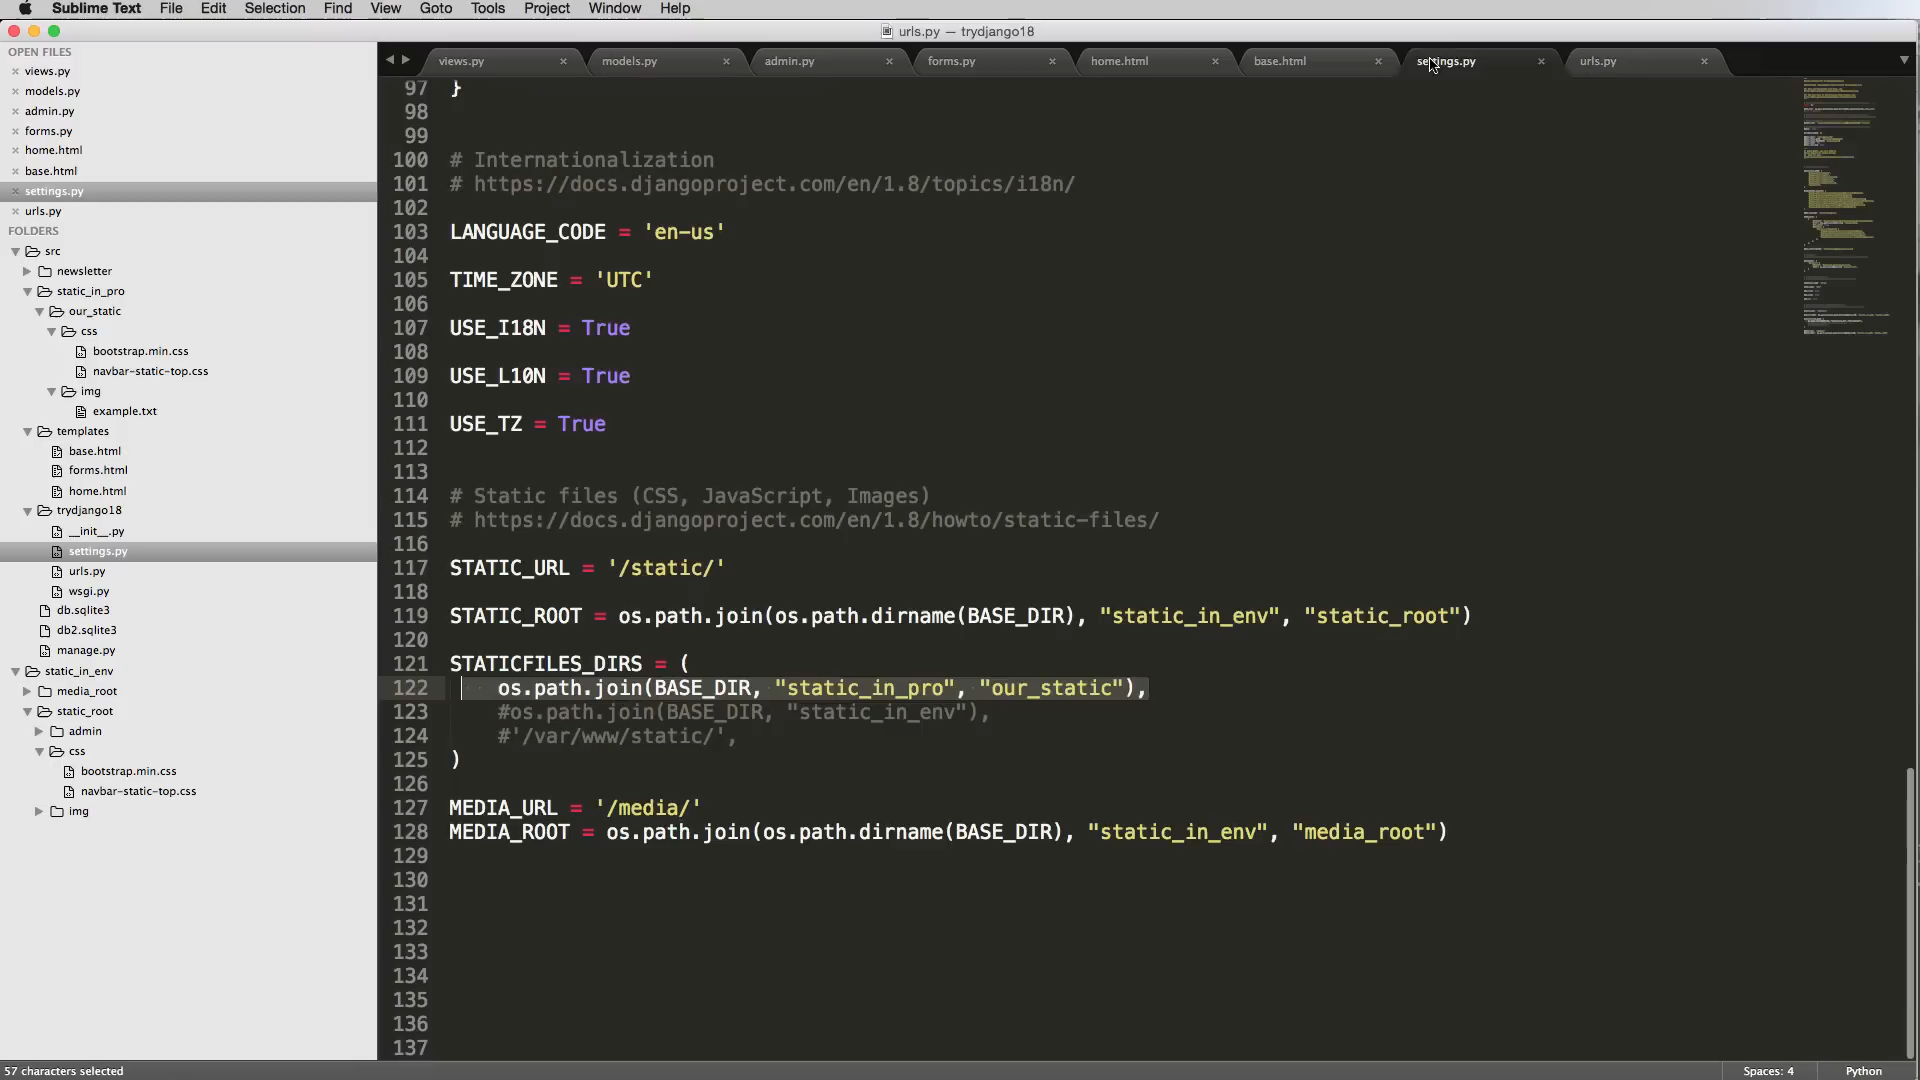 Sublime Text File Edit Selection Find View Goto Tools Project Window Help
urls.py — trydjango18
OPEN FILES
views.py
models.py
admin.py
forms.py
home.html
base.html
settings.py
urls.py
FOLDERS
src
newsletter
static_in_pro
our_static
css
bootstrap.min.css
navbar-static-top.css
img
example.txt
templates
base.html
forms.html
home.html
trydjango18
__init__.py
settings.py
urls.py
wsgi.py
db.sqlite3
db2.sqlite3
manage.py
static_in_env
media_root
static_root
admin
css
bootstrap.min.css
navbar-static-top.css
img
views.py models.py admin.py forms.py home.html base.html settings.py urls.py
97 }
98
99
100 # Internationalization
101 # https://docs.djangoproject.com/en/1.8/topics/i18n/
102
103 LANGUAGE_CODE = 'en-us'
104
105 TIME_ZONE = 'UTC'
106
107 USE_I18N = True
108
109 USE_L10N = True
110
111 USE_TZ = True
112
113
114 # Static files (CSS, JavaScript, Images)
115 # https://docs.djangoproject.com/en/1.8/howto/static-files/
116
117 STATIC_URL = '/static/'
118
119 STATIC_ROOT = os.path.join(os.path.dirname(BASE_DIR), "static_in_env", "static_root")
120
121 STATICFILES_DIRS = (
122 os.path.join(BASE_DIR, "static_in_pro", "our_static"),
123 #os.path.join(BASE_DIR, "static_in_env"),
124 #'/var/www/static/',
125 )
126
127 MEDIA_URL = '/media/'
128 MEDIA_ROOT = os.path.join(os.path.dirname(BASE_DIR), "static_in_env", "media_root")
129
130
131
132
133
134
135
136
137
57 characters selected
Spaces: 4 Python